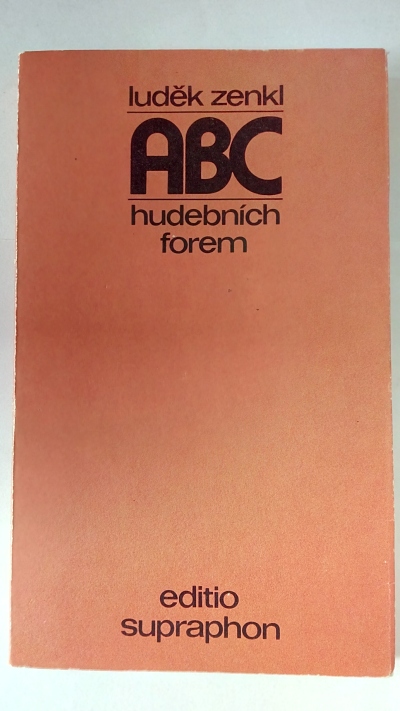 luděk zenkl
ABC
hudebních
forem
editio
supraphon